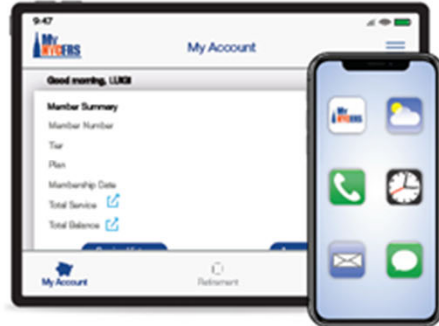 9:47
My
NYCERS
My Account
Good morning, LUIGI
Member Summary
Member Number
Tier
Plan
Membership Date
Total Service
Total Balance
My Account
Retirement
My
NYCERS